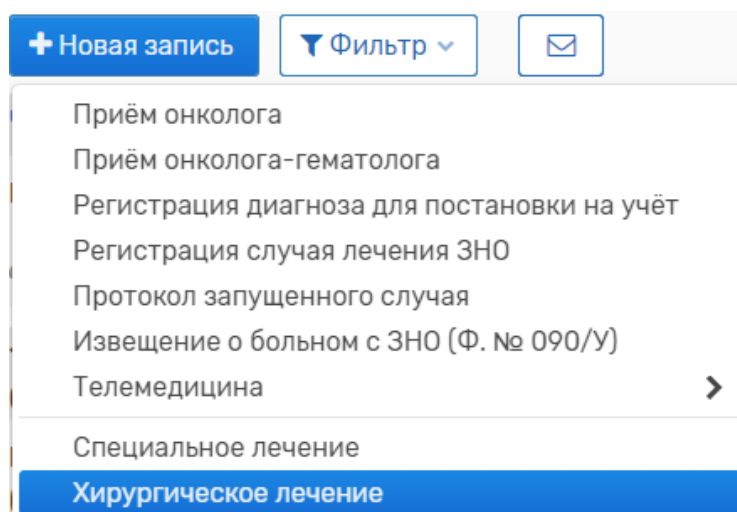 Новая запись Фильтр
Приём онколога
Приём онколога-гематолога
Регистрация диагноза для постановки на учёт
Регистрация случая лечения ЗНО
Протокол запущенного случая
Извещение о больном с ЗНО (Ф. № 090/У)
Телемедицина
Специальное лечение
Хирургическое лечение